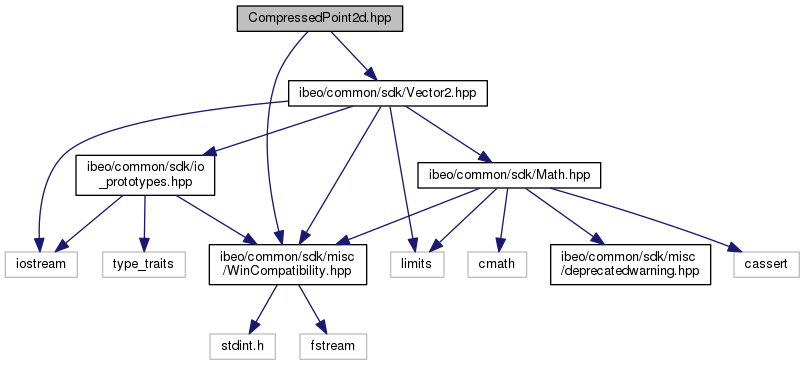 CompressedPoint2d.hpp
ibeo/common/sdk/Vector2.hpp
ibeo/common/sdk/io
_prototypes.hpp
ibeo/common/sdk/Math.hpp
iostream
type_traits
ibeo/common/sdk/misc
/WinCompatibility.hpp
limits
cmath
ibeo/common/sdk/misc
/deprecatedwarning.hpp
cassert
stdint.h
fstream